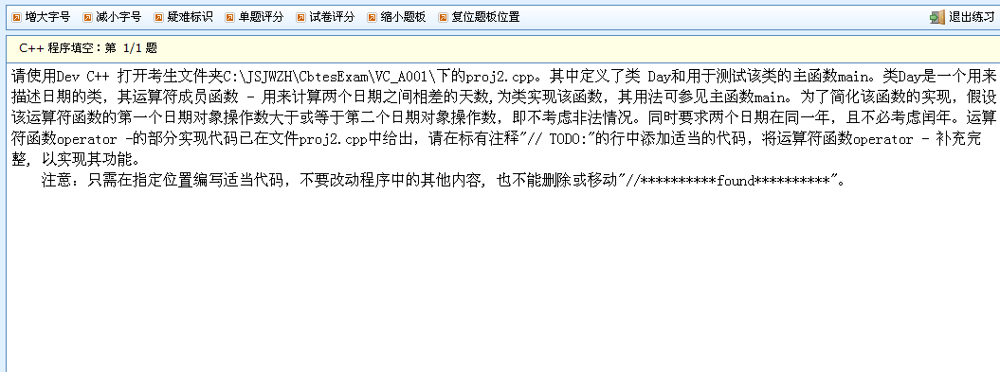 增大字号 减小字号 疑难标识 单题评分 试卷评分 缩小题板 复位题板位置 退出练习
C++ 程序填空：第 1/1 题
请使用Dev C++ 打开考生文件夹C:\JSJWZH\CbtesExam\VC_A001\下的proj2.cpp。其中定义了类 Day和用于测试该类的主函数main。类Day是一个用来
描述日期的类, 其运算符成员函数 - 用来计算两个日期之间相差的天数,为类实现该函数，其用法可参见主函数main。为了简化该函数的实现，假设
该运算符函数的第一个日期对象操作数大于或等于第二个日期对象操作数，即不考虑非法情况。同时要求两个日期在同一年，且不必考虑闰年。运算
符函数operator -的部分实现代码已在文件proj2.cpp中给出，请在标有注释"// TODO:"的行中添加适当的代码，将运算符函数operator - 补充完
整, 以实现其功能。
注意：只需在指定位置编写适当代码，不要改动程序中的其他内容, 也不能删除或移动"//**********found**********"。